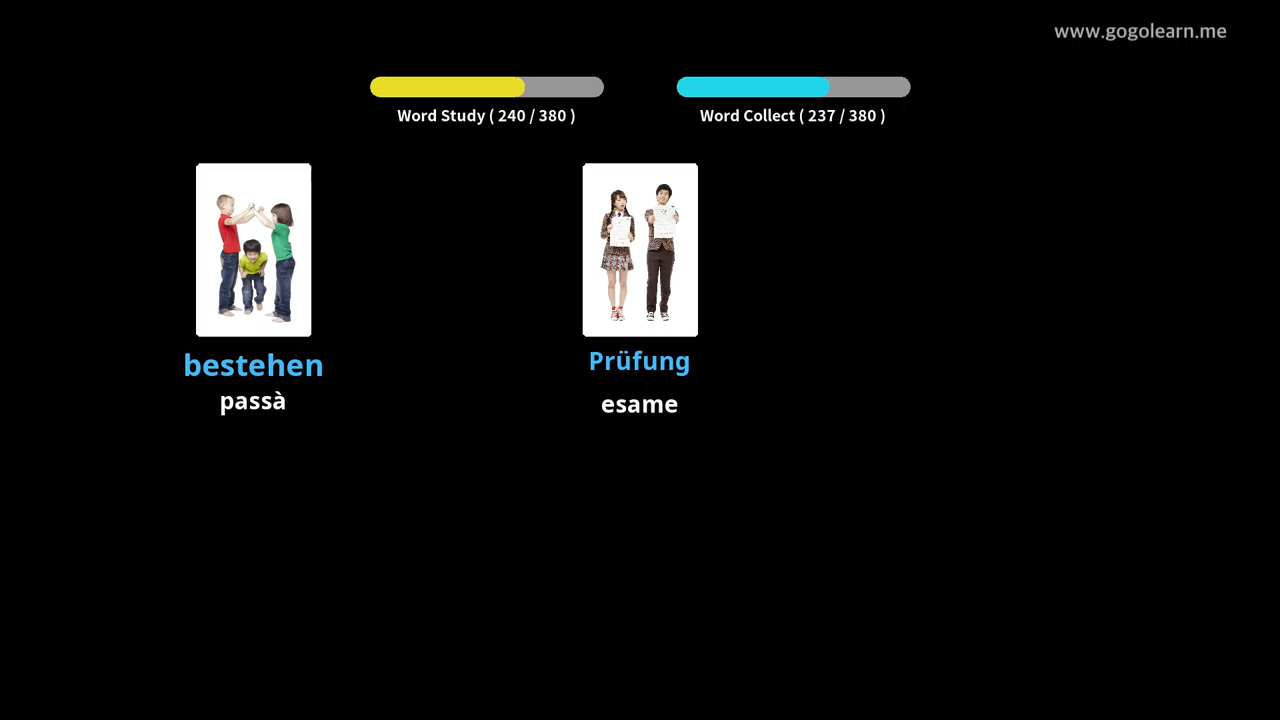 www.gogolearn.me
Word Study ( 240 / 380 )
Word Collect ( 237 / 380 )
bestehen
passà
Prüfung
esame